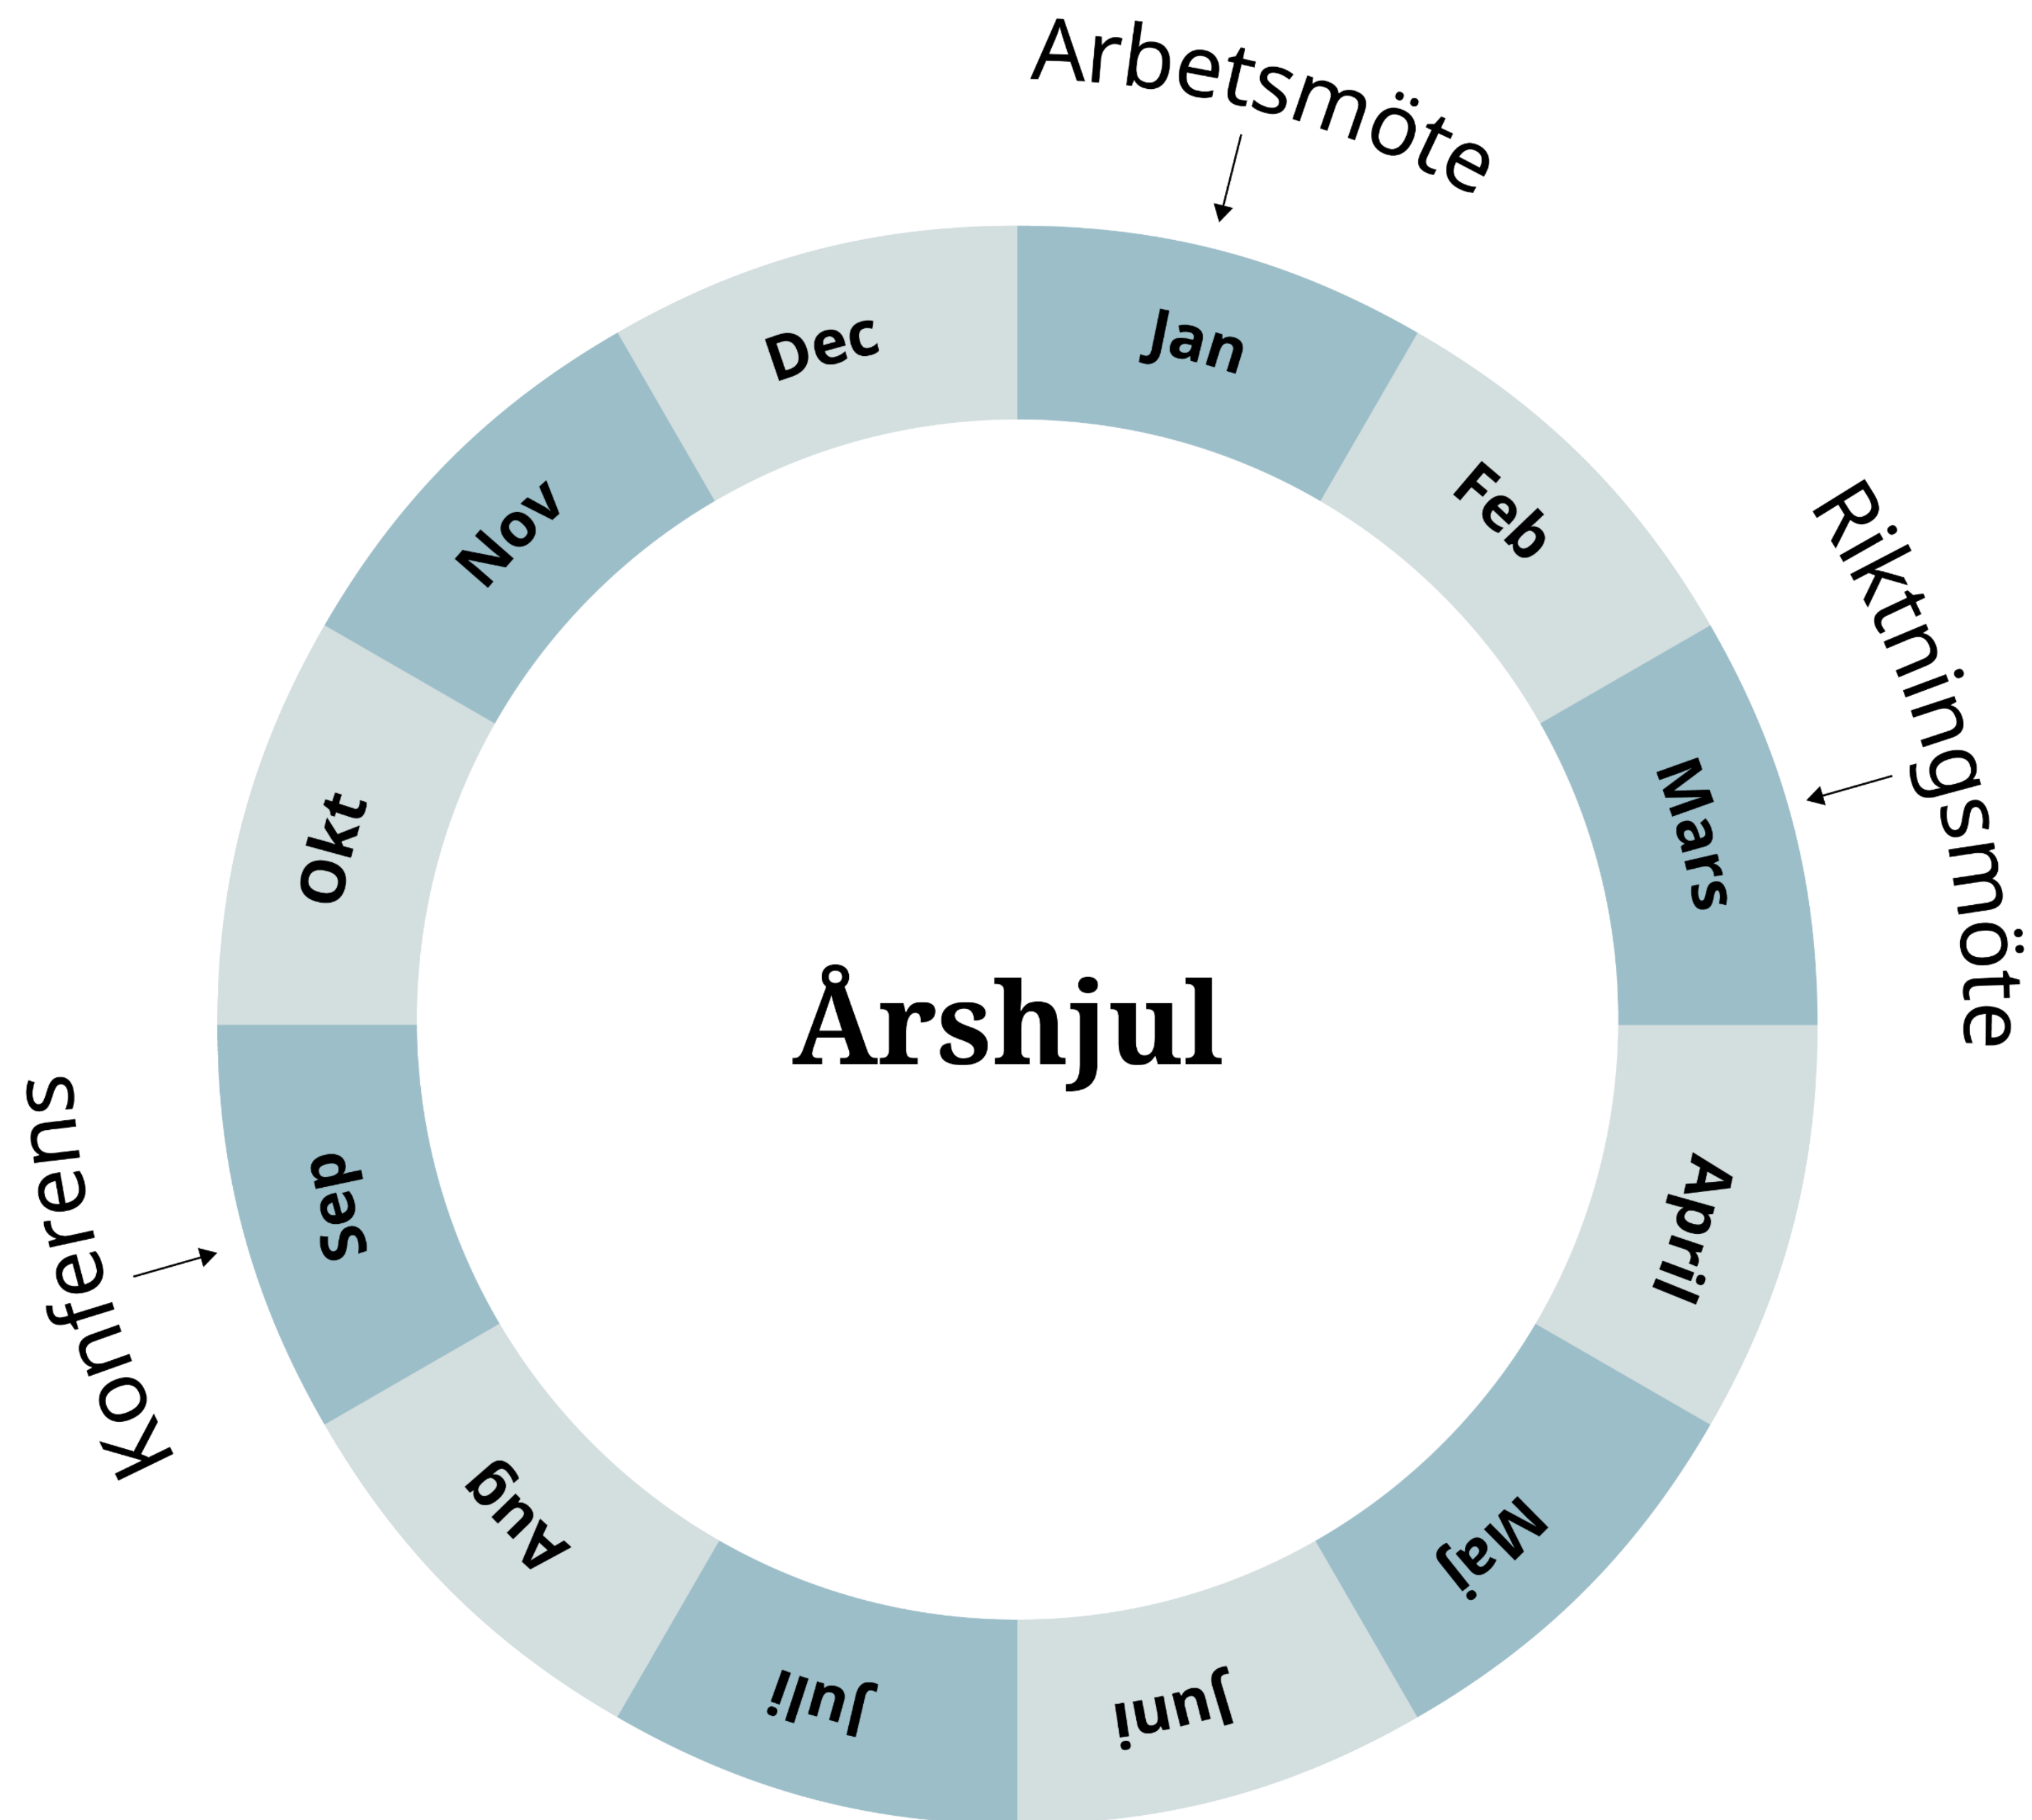 Arbetsmöte
Riktningsmöte
Konferens
Jan
Feb
Mars
April
Maj
Juni
Juli
Aug
Sep
Okt
Nov
Dec
Årshjul